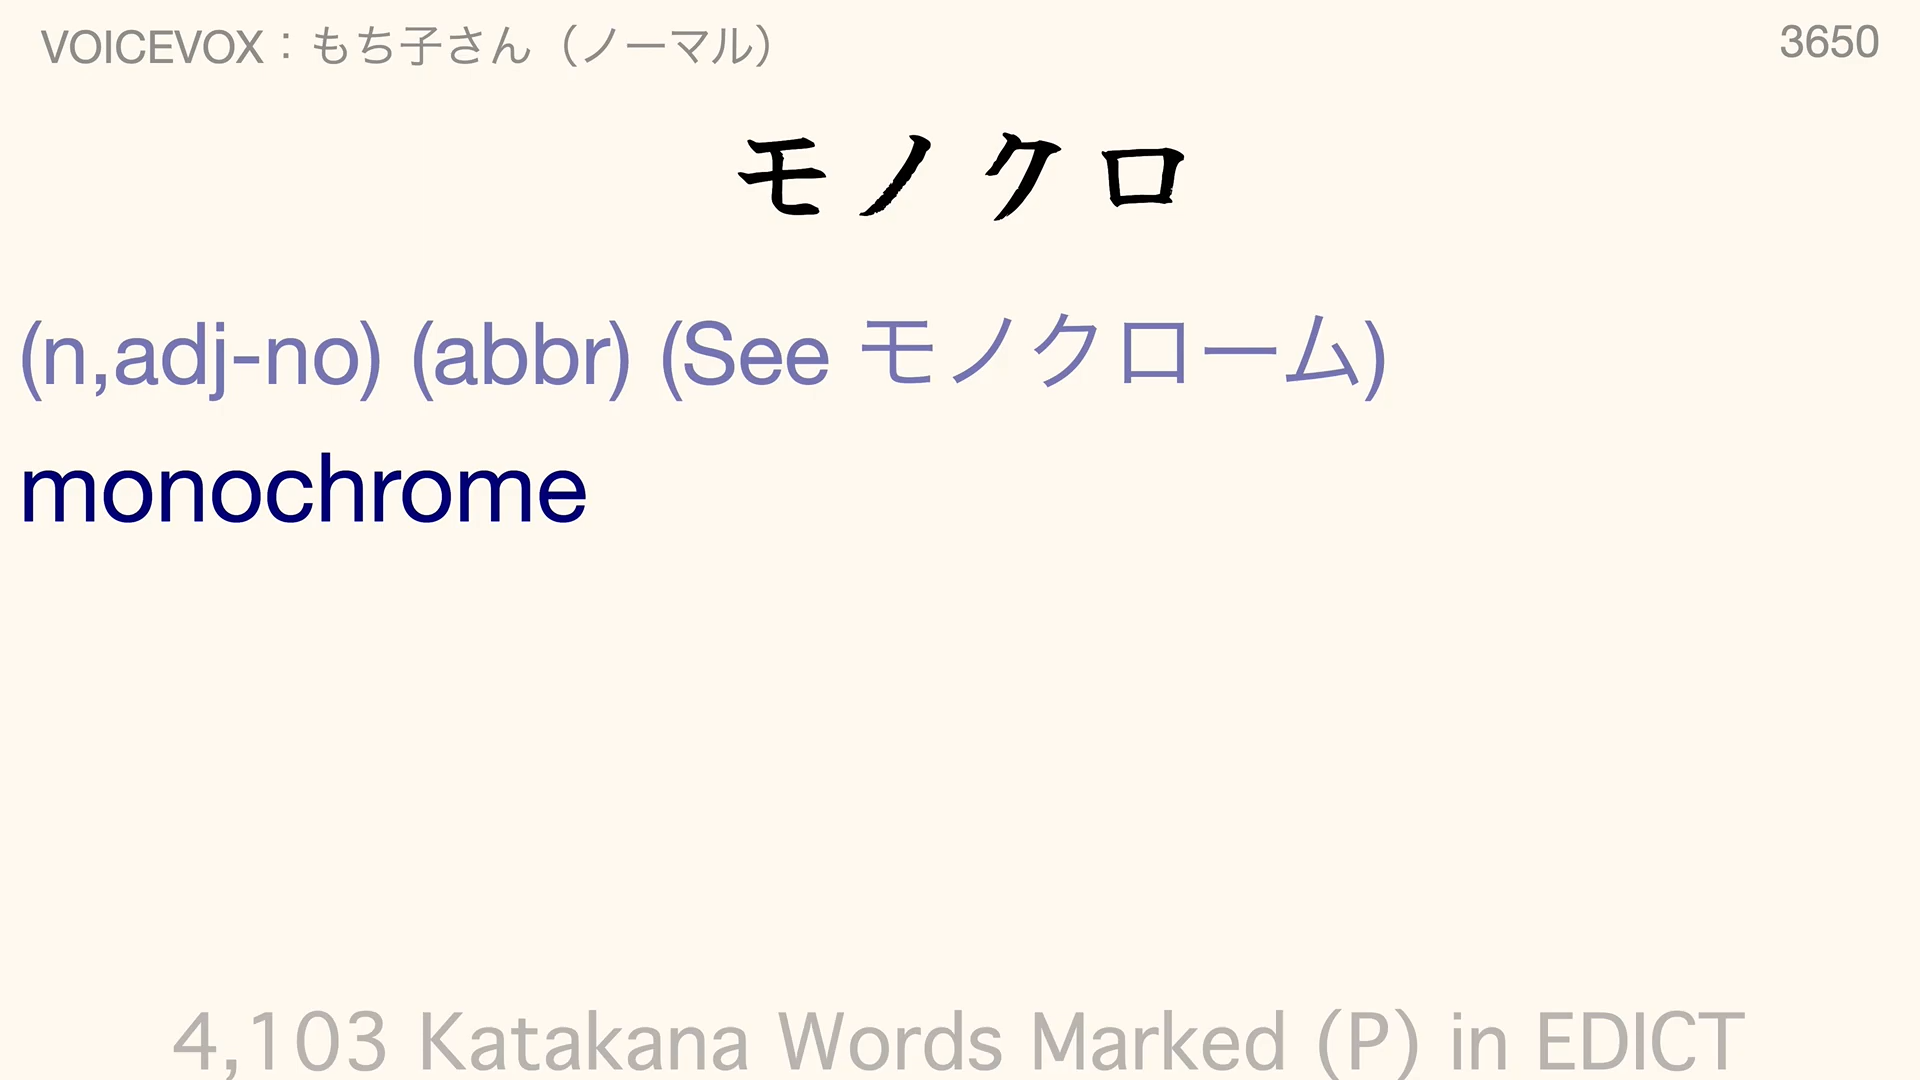 VOICEVOX：もち子さん（ノーマル）
3650
モノクロ
(n,adj-no) (abbr) (See モノクローム)
monochrome
4,103 Katakana Words Marked (P) in EDICT